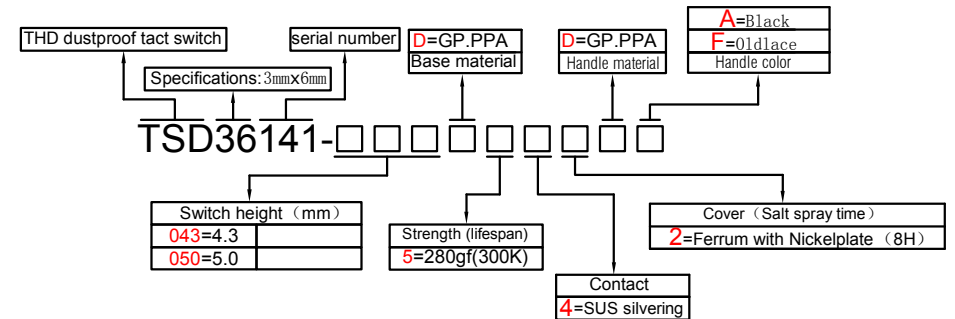 THD dustproof tact switch
serial number
Specifications:3mmx6mm
D=GP.PPA
Base material
D=GP.PPA
Handle material
A=Black
F=Oldlace
Handle color
TSD36141-□□□□□□□□□
Switch height（mm）
043=4.3
050=5.0
Strength (lifespan)
5=280gf(300K)
Contact
4=SUS silvering
Cover（Salt spray time）
2=Ferrum with Nickelplate（8H）